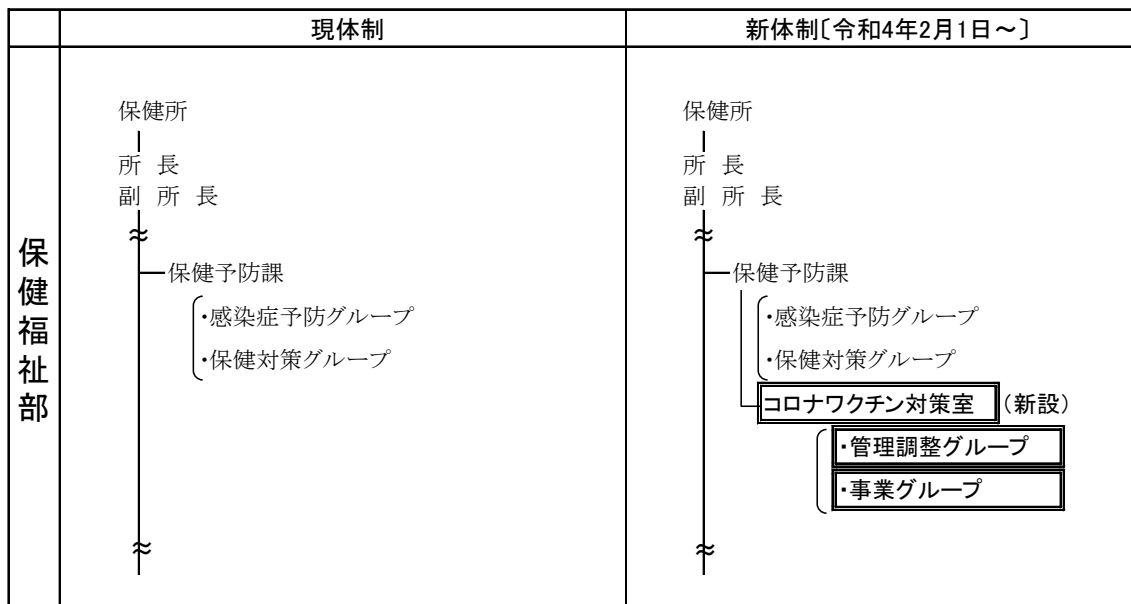 現体制
新体制〔令和4年2月1日～〕
保健福祉部
保健所
所 長
副 所 長
保健予防課
・感染症予防グループ
・保健対策グループ
保健所
所 長
副 所 長
保健予防課
・感染症予防グループ
・保健対策グループ
コロナワクチン対策室 （新設）
・管理調整グループ
・事業グループ